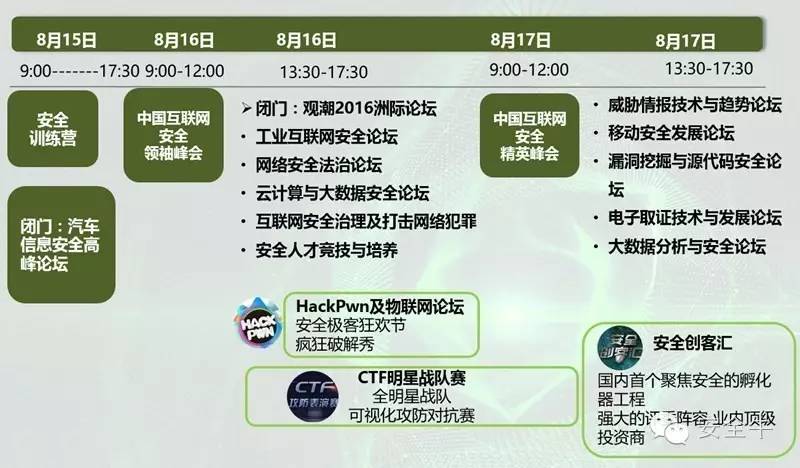 8月15日
8月16日
8月16日
8月17日
8月17日
9:00-------17:30
9:00-12:00
13:30-17:30
9:00-12:00
13:30-17:30
安全
训练营
闭门：汽车
信息安全高
峰论坛
中国互联网
安全
领袖峰会
➢闭门：观潮2016洲际论坛
• 工业互联网安全论坛
• 网络安全法治论坛
• 云计算与大数据安全论坛
• 互联网安全治理及打击网络犯罪
• 安全人才竞技与培养
中国互联网
安全
精英峰会
• 威胁情报技术与趋势论坛
• 移动安全发展论坛
• 漏洞挖掘与源代码安全论
坛
• 电子取证技术与发展论坛
• 大数据分析与安全论坛
HACK
PWN
HackPwn及物联网论坛
安全极客狂欢节
疯狂破解秀
CTF
攻防表演赛
CTF明星战队赛
全明星战队
可视化攻防对抗赛
安全
创客汇
安全创客汇
国内首个聚焦安全的孵化
器工程
强大的评委阵容 业内顶级
投资商
安全牛